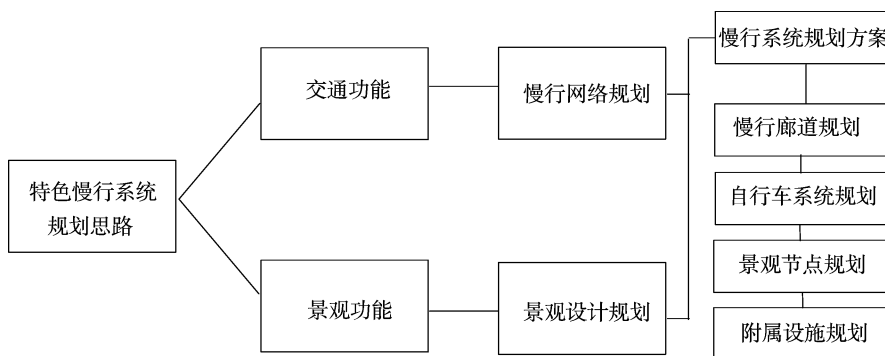 特色慢行系统
规划思路
交通功能
景观功能
慢行网络规划
景观设计规划
慢行系统规划方案
慢行廊道规划
自行车系统规划
景观节点规划
附属设施规划